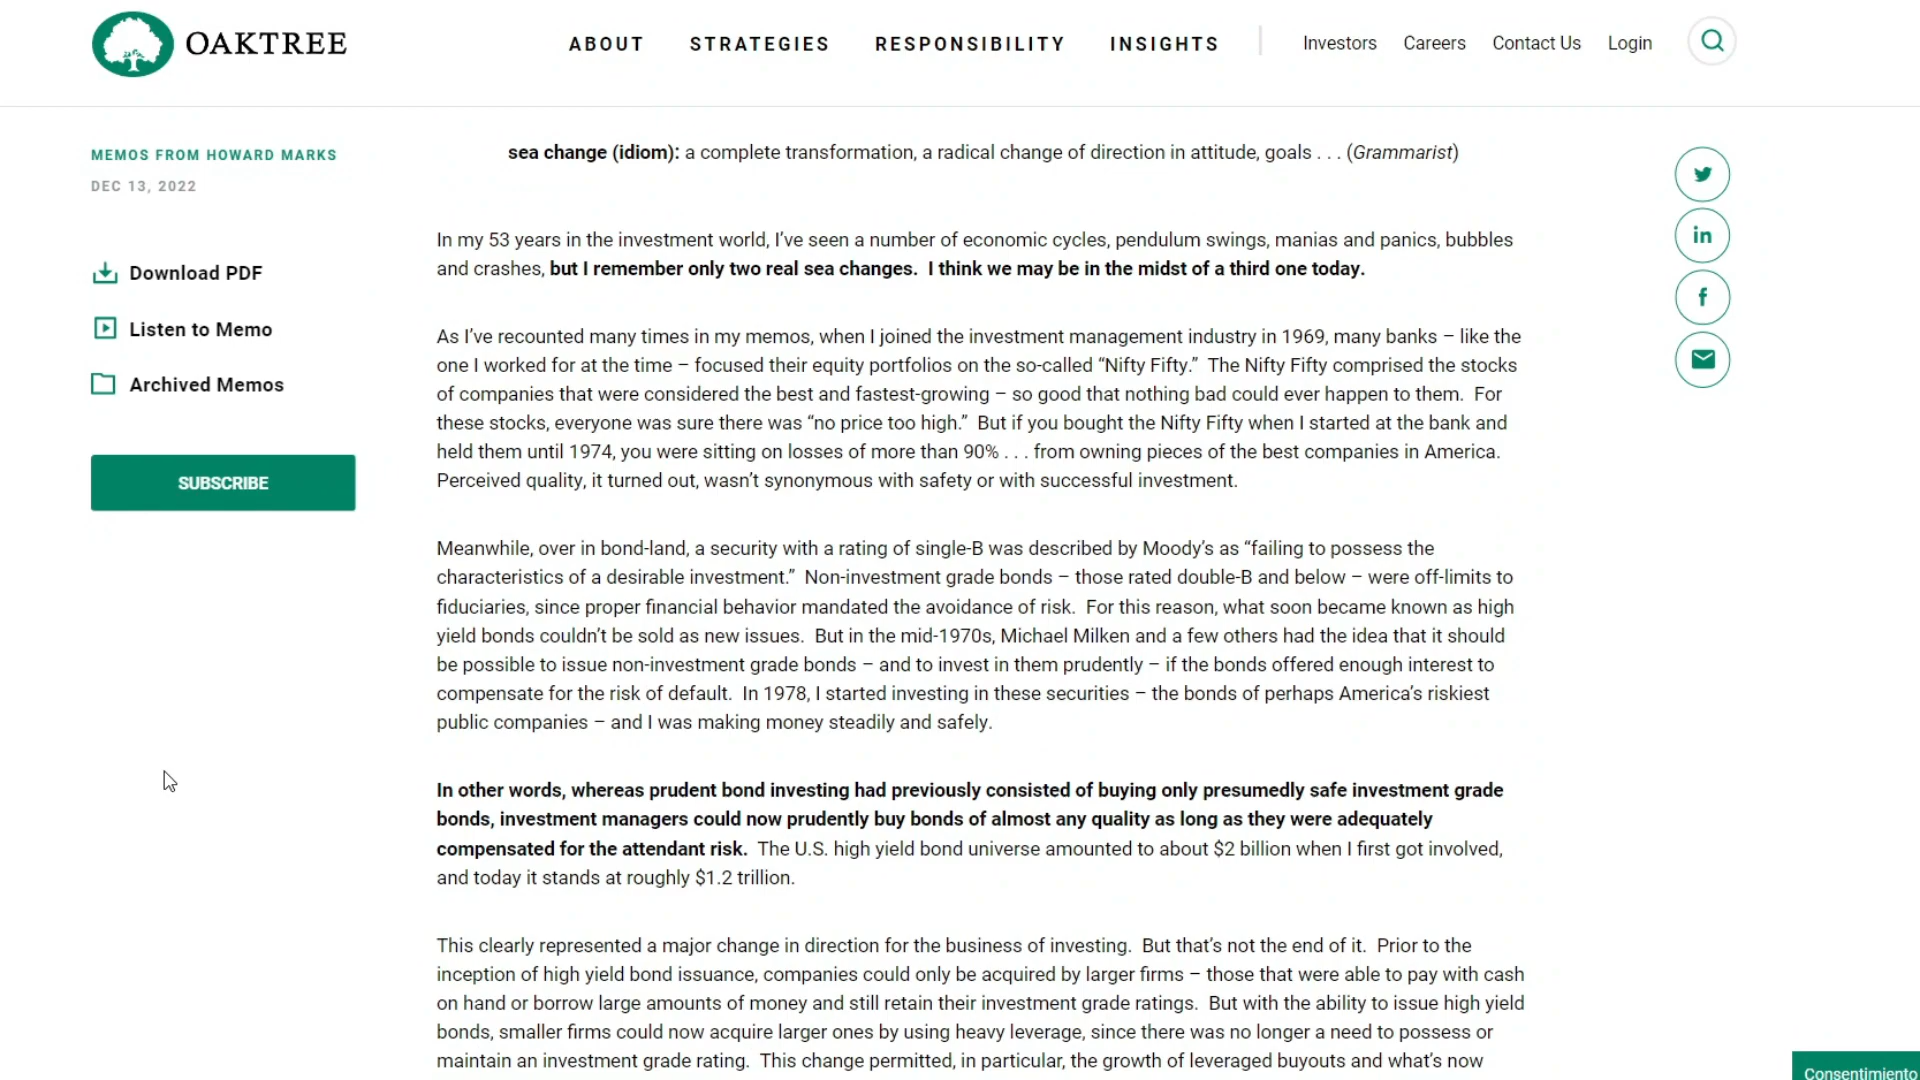 OAKTREE
ABOUT STRATEGIES RESPONSIBILITY INSIGHTS Investors Careers Contact Us Login
MEMOS FROM HOWARD MARKS
DEC 13, 2022
Download PDF
Listen to Memo
Archived Memos
SUBSCRIBE
sea change (idiom): a complete transformation, a radical change of direction in attitude, goals . . . (Grammarist)
In my 53 years in the investment world, I’ve seen a number of economic cycles, pendulum swings, manias and panics, bubbles
and crashes, but I remember only two real sea changes.  I think we may be in the midst of a third one today.
As I’ve recounted many times in my memos, when I joined the investment management industry in 1969, many banks – like the
one I worked for at the time – focused their equity portfolios on the so-called “Nifty Fifty.”  The Nifty Fifty comprised the stocks
of companies that were considered the best and fastest-growing – so good that nothing bad could ever happen to them.  For
these stocks, everyone was sure there was “no price too high.”  But if you bought the Nifty Fifty when I started at the bank and
held them until 1974, you were sitting on losses of more than 90% . . . from owning pieces of the best companies in America.
Perceived quality, it turned out, wasn’t synonymous with safety or with successful investment.
Meanwhile, over in bond-land, a security with a rating of single-B was described by Moody’s as “failing to possess the
characteristics of a desirable investment.”  Non-investment grade bonds – those rated double-B and below – were off-limits to
fiduciaries, since proper financial behavior mandated the avoidance of risk.  For this reason, what soon became known as high
yield bonds couldn’t be sold as new issues.  But in the mid-1970s, Michael Milken and a few others had the idea that it should
be possible to issue non-investment grade bonds – and to invest in them prudently – if the bonds offered enough interest to
compensate for the risk of default.  In 1978, I started investing in these securities – the bonds of perhaps America’s riskiest
public companies – and I was making money steadily and safely.
In other words, whereas prudent bond investing had previously consisted of buying only presumedly safe investment grade
bonds, investment managers could now prudently buy bonds of almost any quality as long as they were adequately
compensated for the attendant risk.  The U.S. high yield bond universe amounted to about $2 billion when I first got involved,
and today it stands at roughly $1.2 trillion.
This clearly represented a major change in direction for the business of investing.  But that’s not the end of it.  Prior to the
inception of high yield bond issuance, companies could only be acquired by larger firms – those that were able to pay with cash
on hand or borrow large amounts of money and still retain their investment grade ratings.  But with the ability to issue high yield
bonds, smaller firms could now acquire larger ones by using heavy leverage, since there was no longer a need to possess or
maintain an investment grade rating.  This change permitted, in particular, the growth of leveraged buyouts and what’s now
Consentimiento